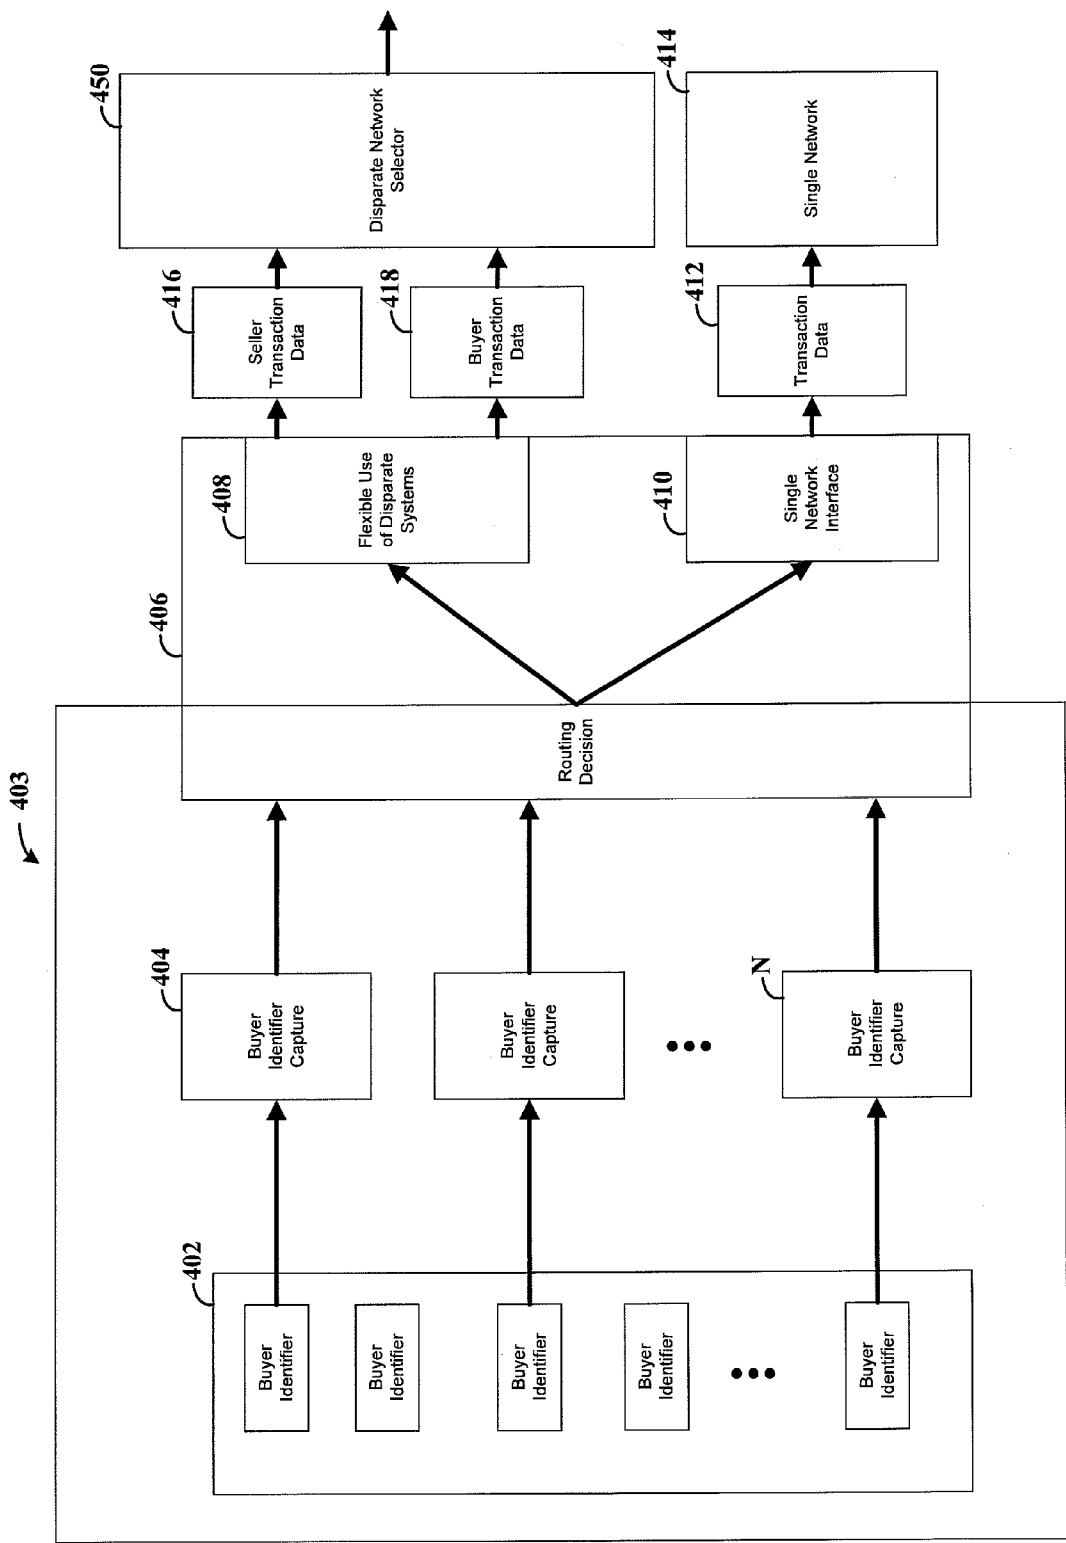 403
402
Buyer
Identifier
Buyer
Identifier
Buyer
Identifier
Buyer
Identifier
Buyer
Identifier
404
Buyer
Identifier
Capture
Buyer
Identifier
Capture
N
Buyer
Identifier
Capture
406
Routing
Decision
408
Flexible Use
of Disparate
Systems
410
Single
Network
Interface
416
Seller
Transaction
Data
418
Buyer
Transaction
Data
412
Transaction
Data
450
Disparate Network
Selector
414
Single Network